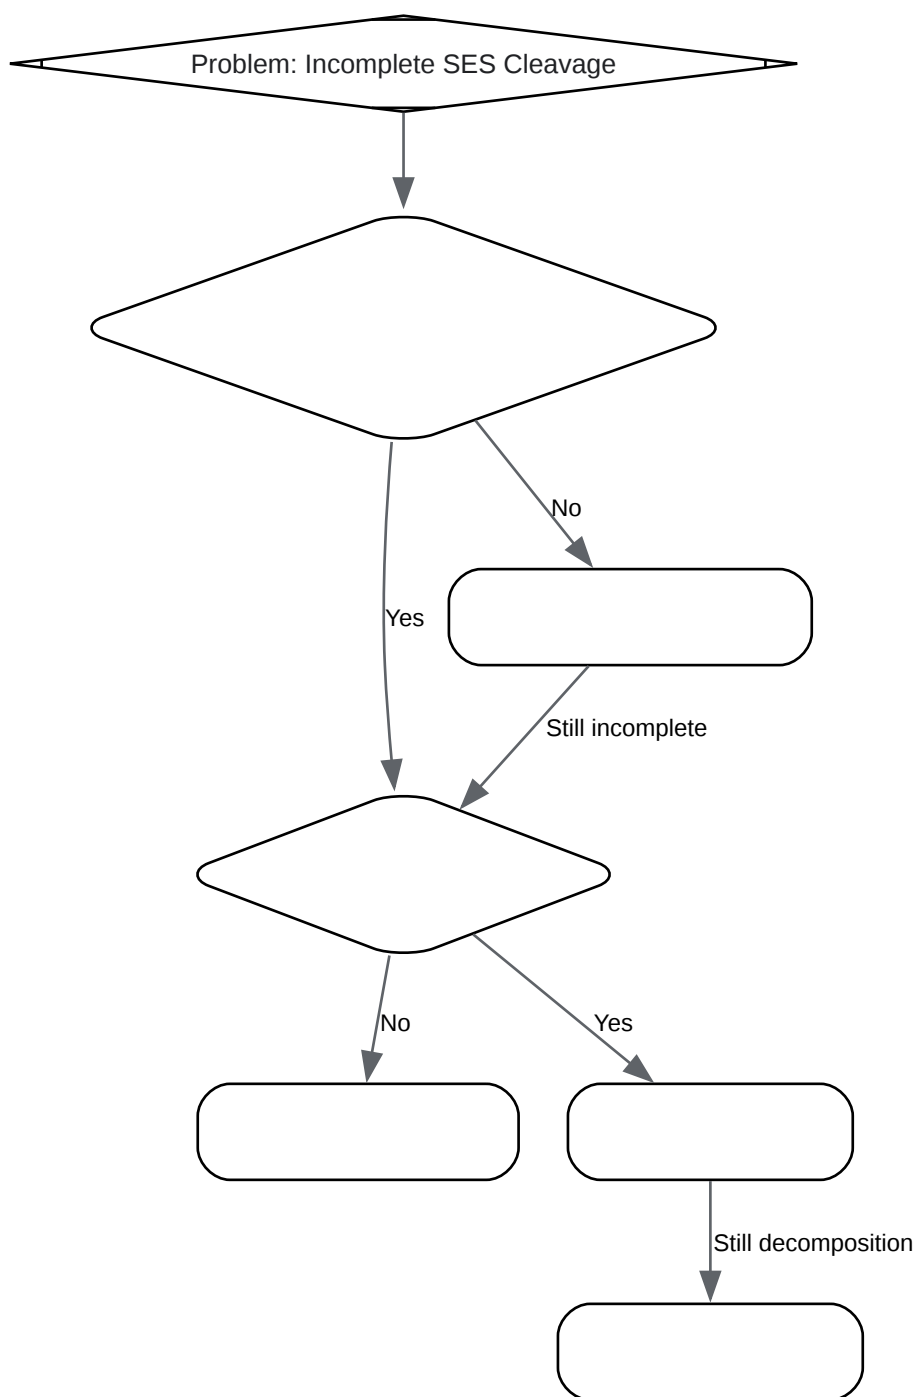 Problem: Incomplete SES Cleavage
No
Yes
Still incomplete
No
Yes
Still decomposition